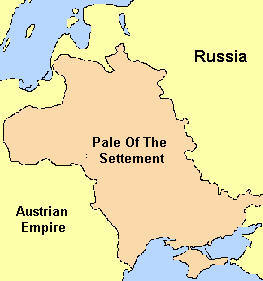 Russia
Pale Of The
Settement
Austrian
Empire